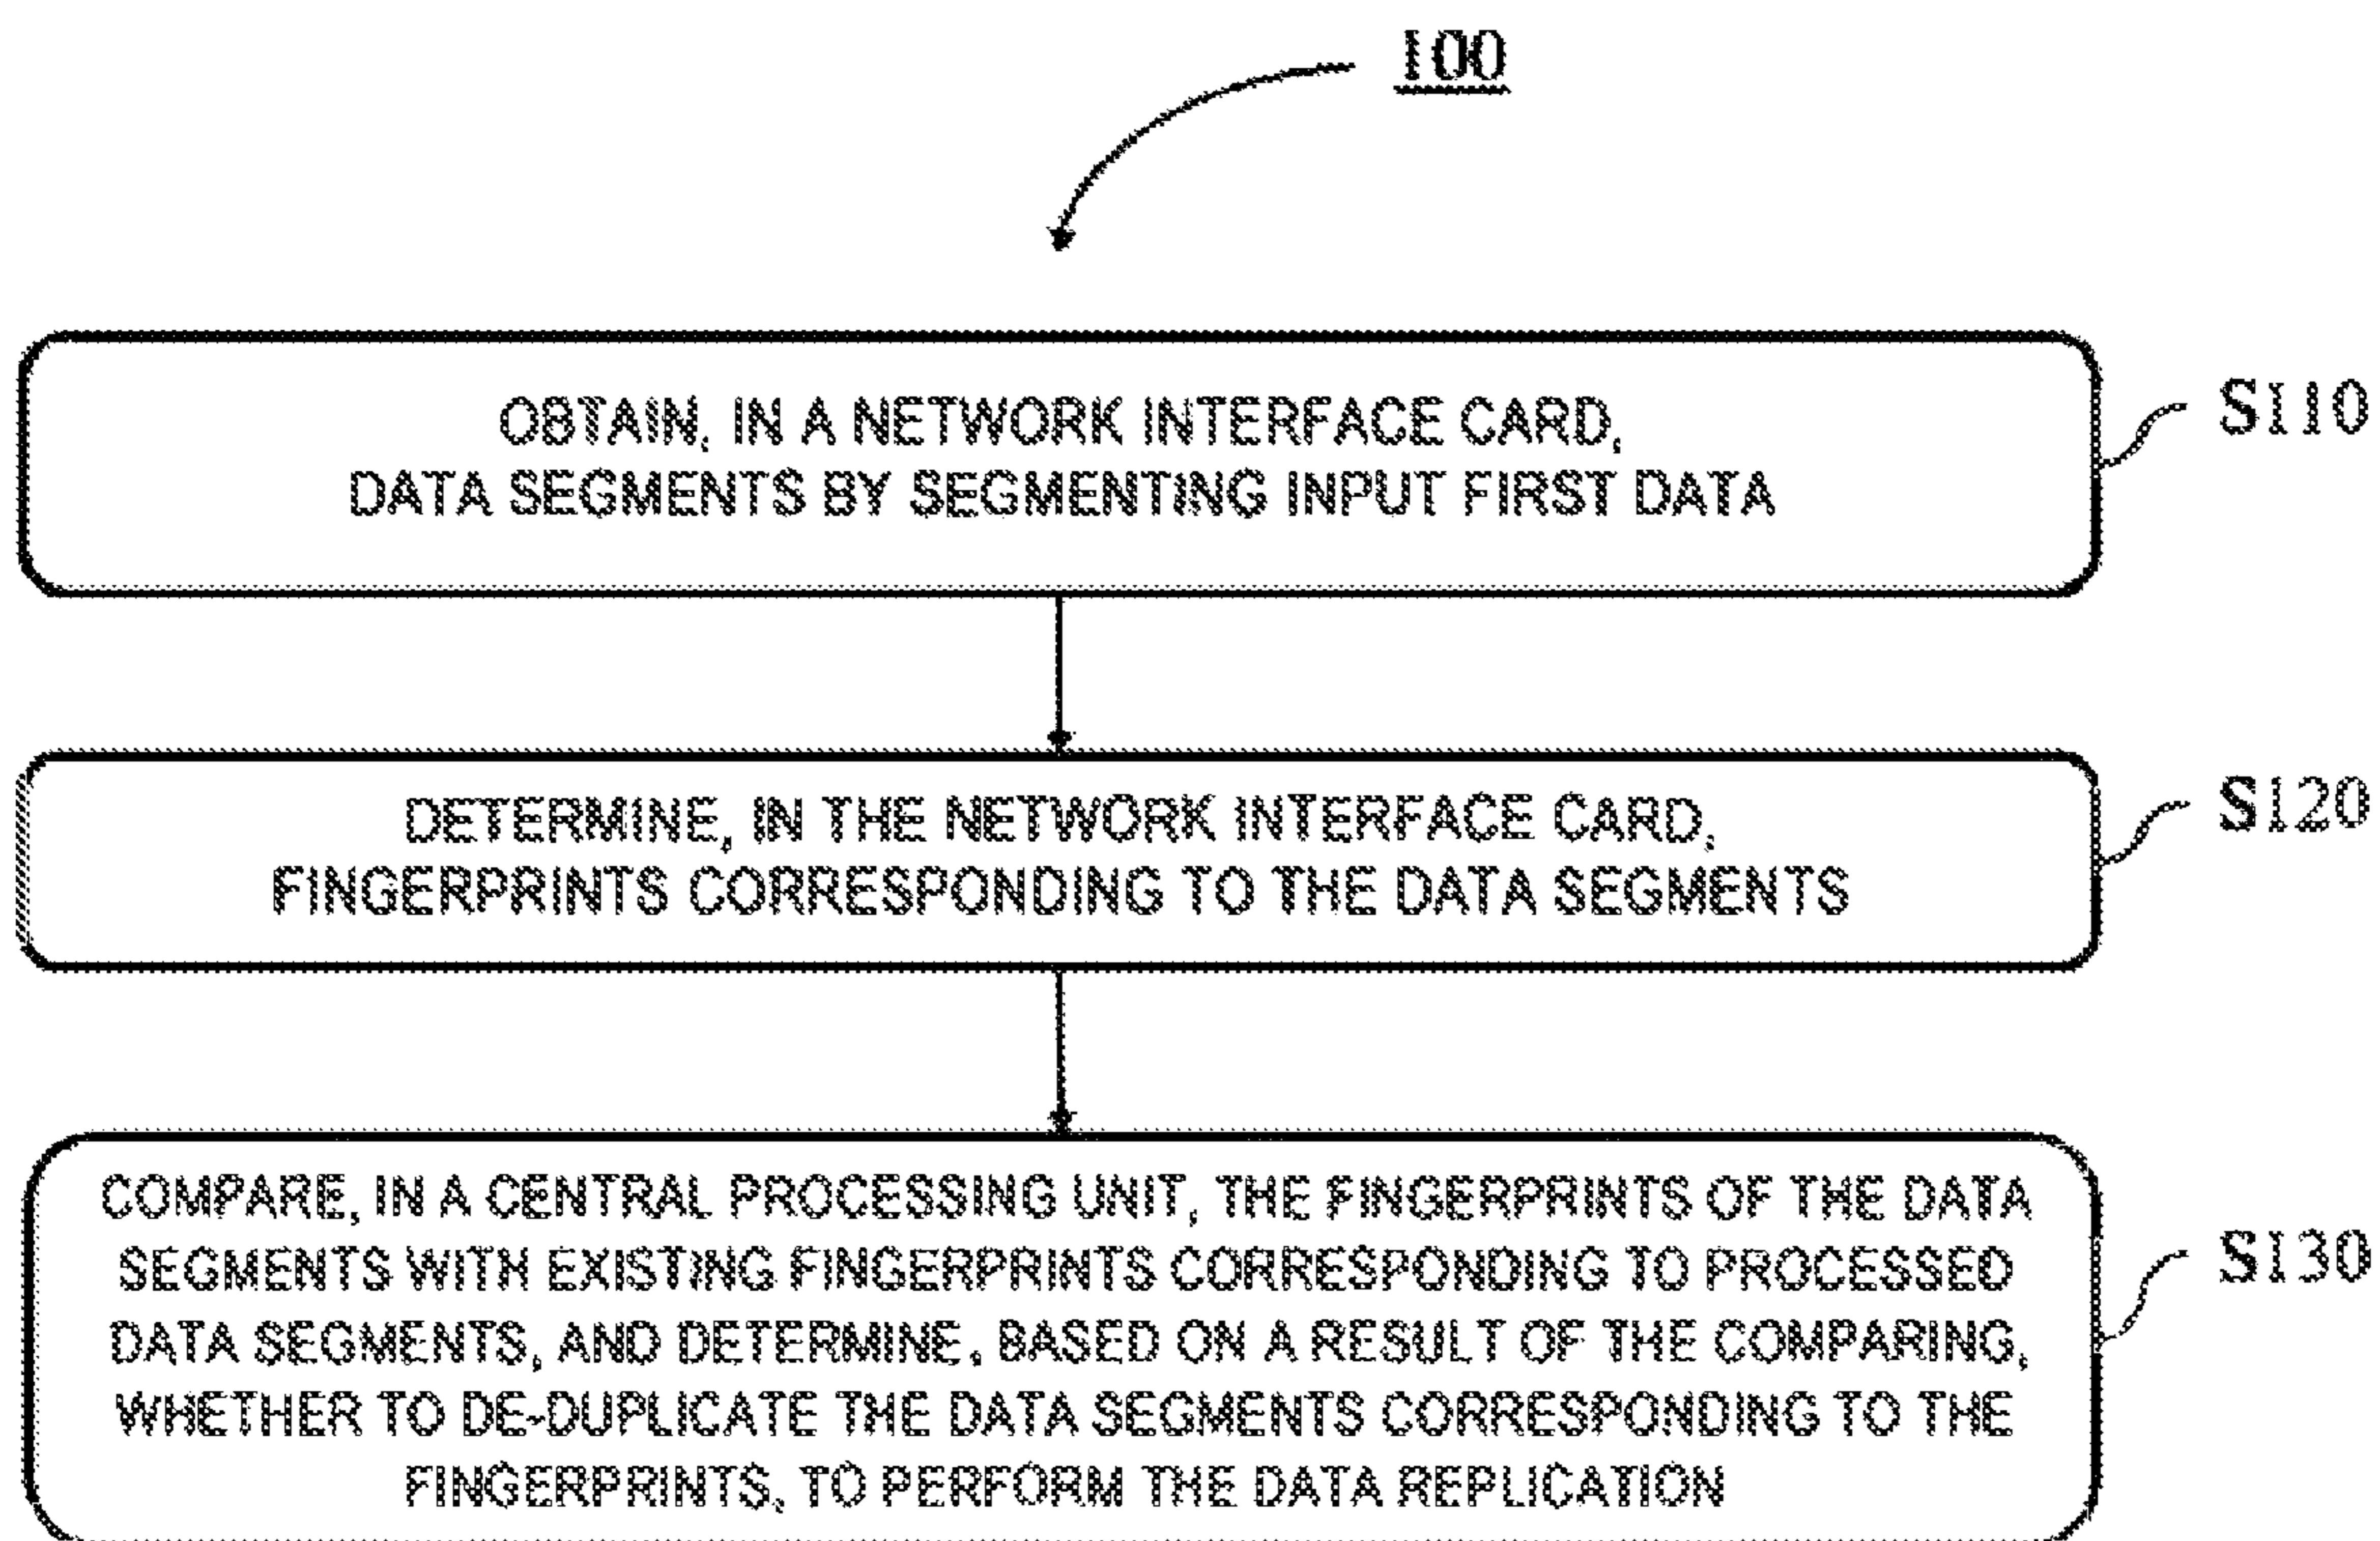 100
OBTAIN, IN A NETWORK INTERFACE CARD,
DATA SEGMENTS BY SEGMENTING INPUT FIRST DATA
S110
DETERMINE, IN THE NETWORK INTERFACE CARD,
FINGERPRINTS CORRESPONDING TO THE DATA SEGMENTS
S120
COMPARE, IN A CENTRAL PROCESSING UNIT, THE FINGERPRINTS OF THE DATA
SEGMENTS WITH EXISTING FINGERPRINTS CORRESPONDING TO PROCESSED
DATA SEGMENTS, AND DETERMINE, BASED ON A RESULT OF THE COMPARING,
WHETHER TO DE-DUPLICATE THE DATA SEGMENTS CORRESPONDING TO THE
FINGERPRINTS, TO PERFORM THE DATA REPLICATION
S130